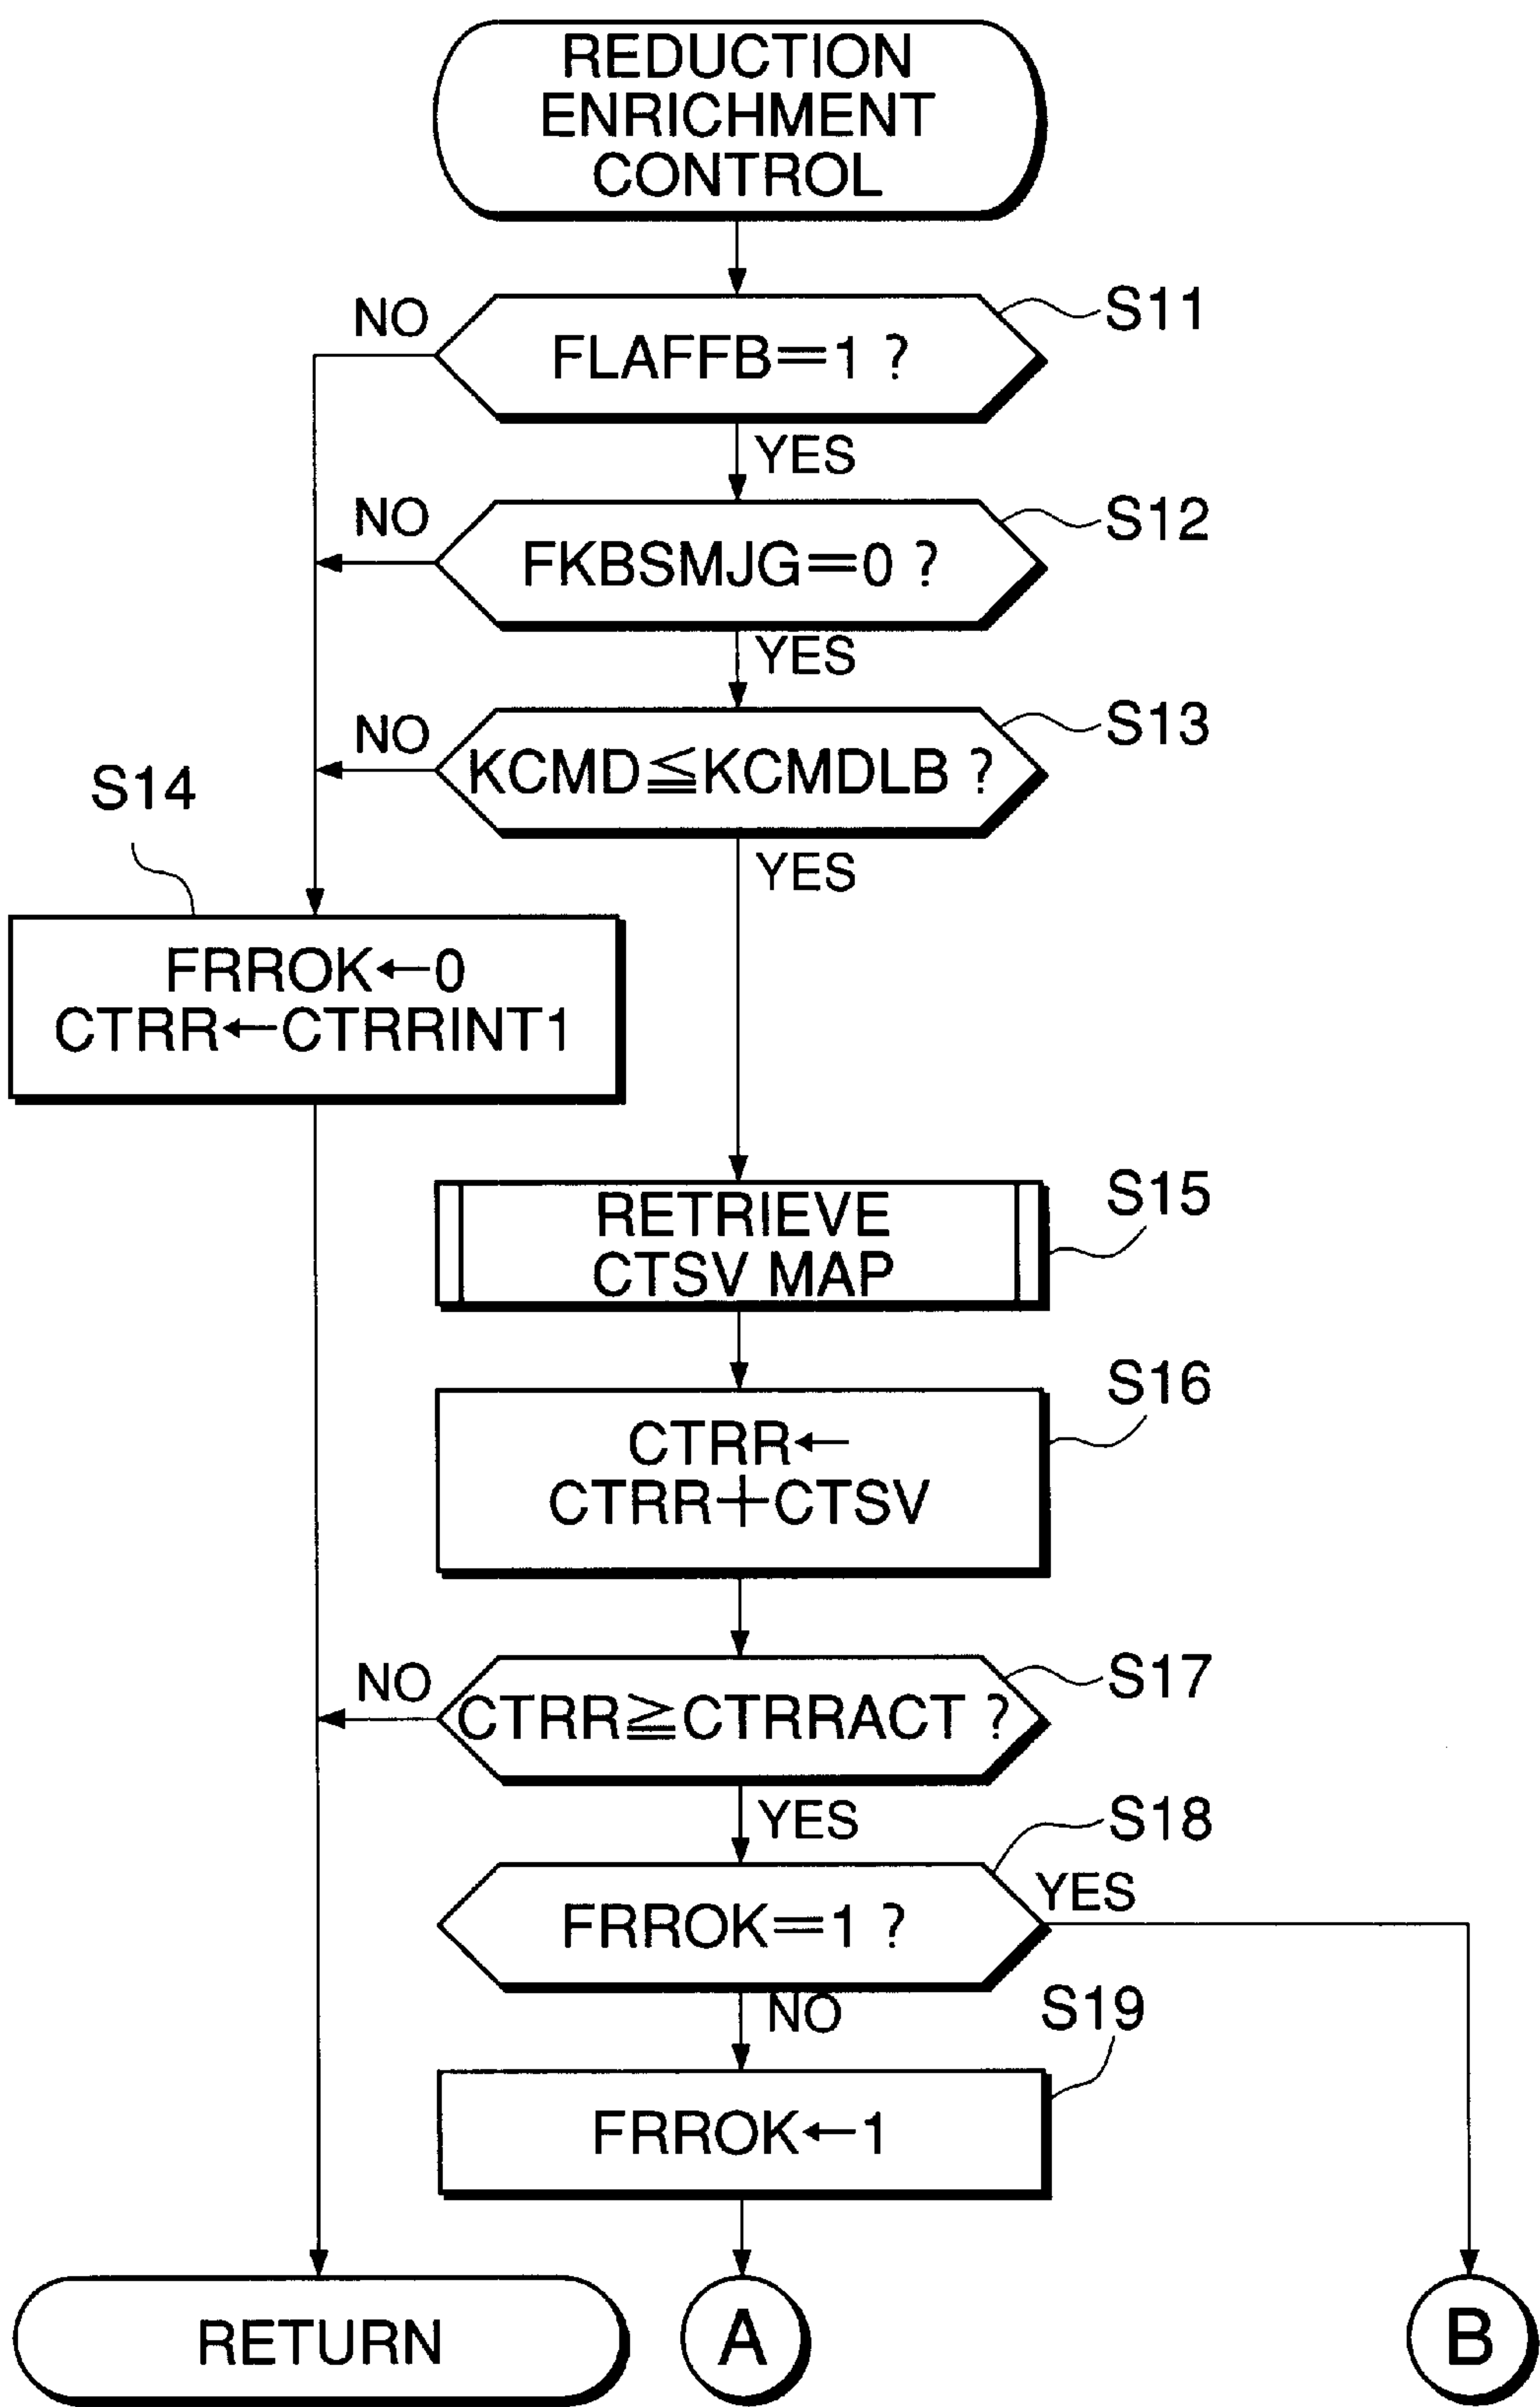 REDUCTION
ENRICHMENT
CONTROL
S11
NO
FLAFFB=1 ?
YES
S12
NO
FKBSMJG=0 ?
YES
S13
NO
KCMD≦KCMDLB ?
S14
YES
FRROK←0
CTRR←CTRRINT1
S15
RETRIEVE
CTSV MAP
S16
CTRR←
CTRR+CTSV
S17
NO
CTRR≧CTRRACT ?
YES
S18
YES
FRROK=1 ?
NO
S19
FRROK←1
RETURN
A
B